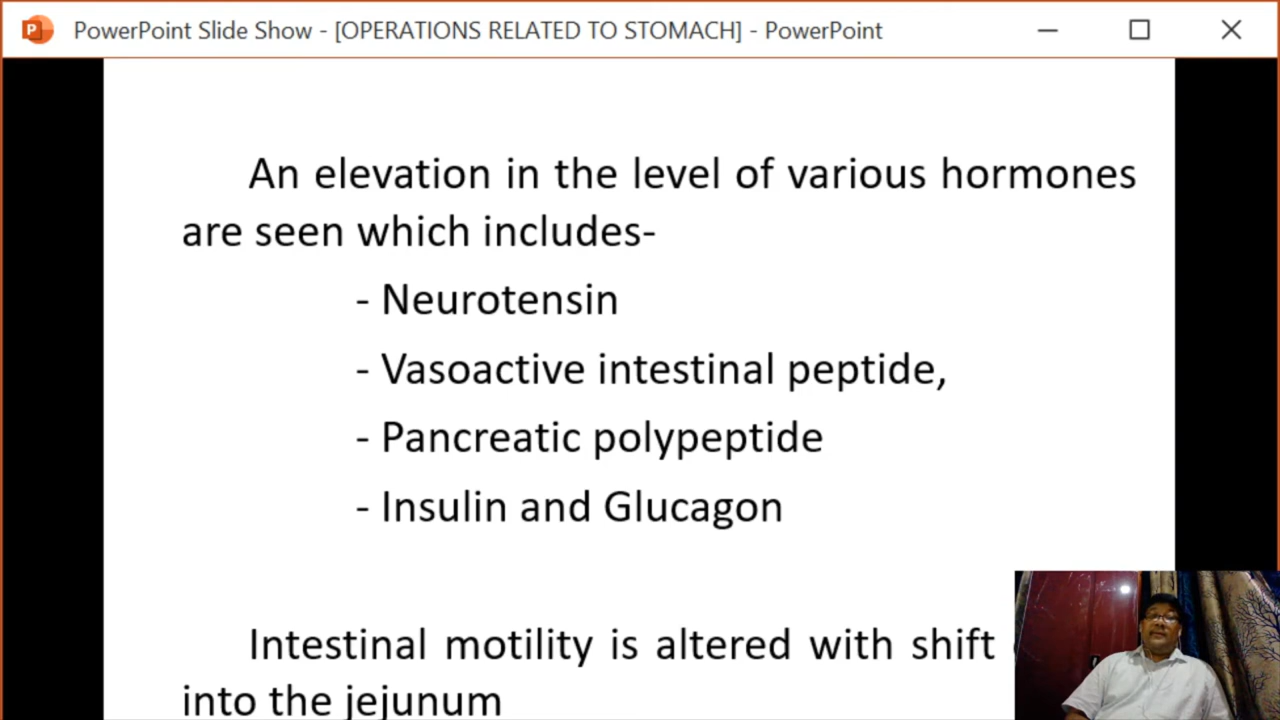 PowerPoint Slide Show - [OPERATIONS RELATED TO STOMACH] - PowerPoint
An elevation in the level of various hormones
are seen which includes-
- Neurotensin
- Vasoactive intestinal peptide,
- Pancreatic polypeptide
- Insulin and Glucagon
Intestinal motility is altered with shift
into the jejunum